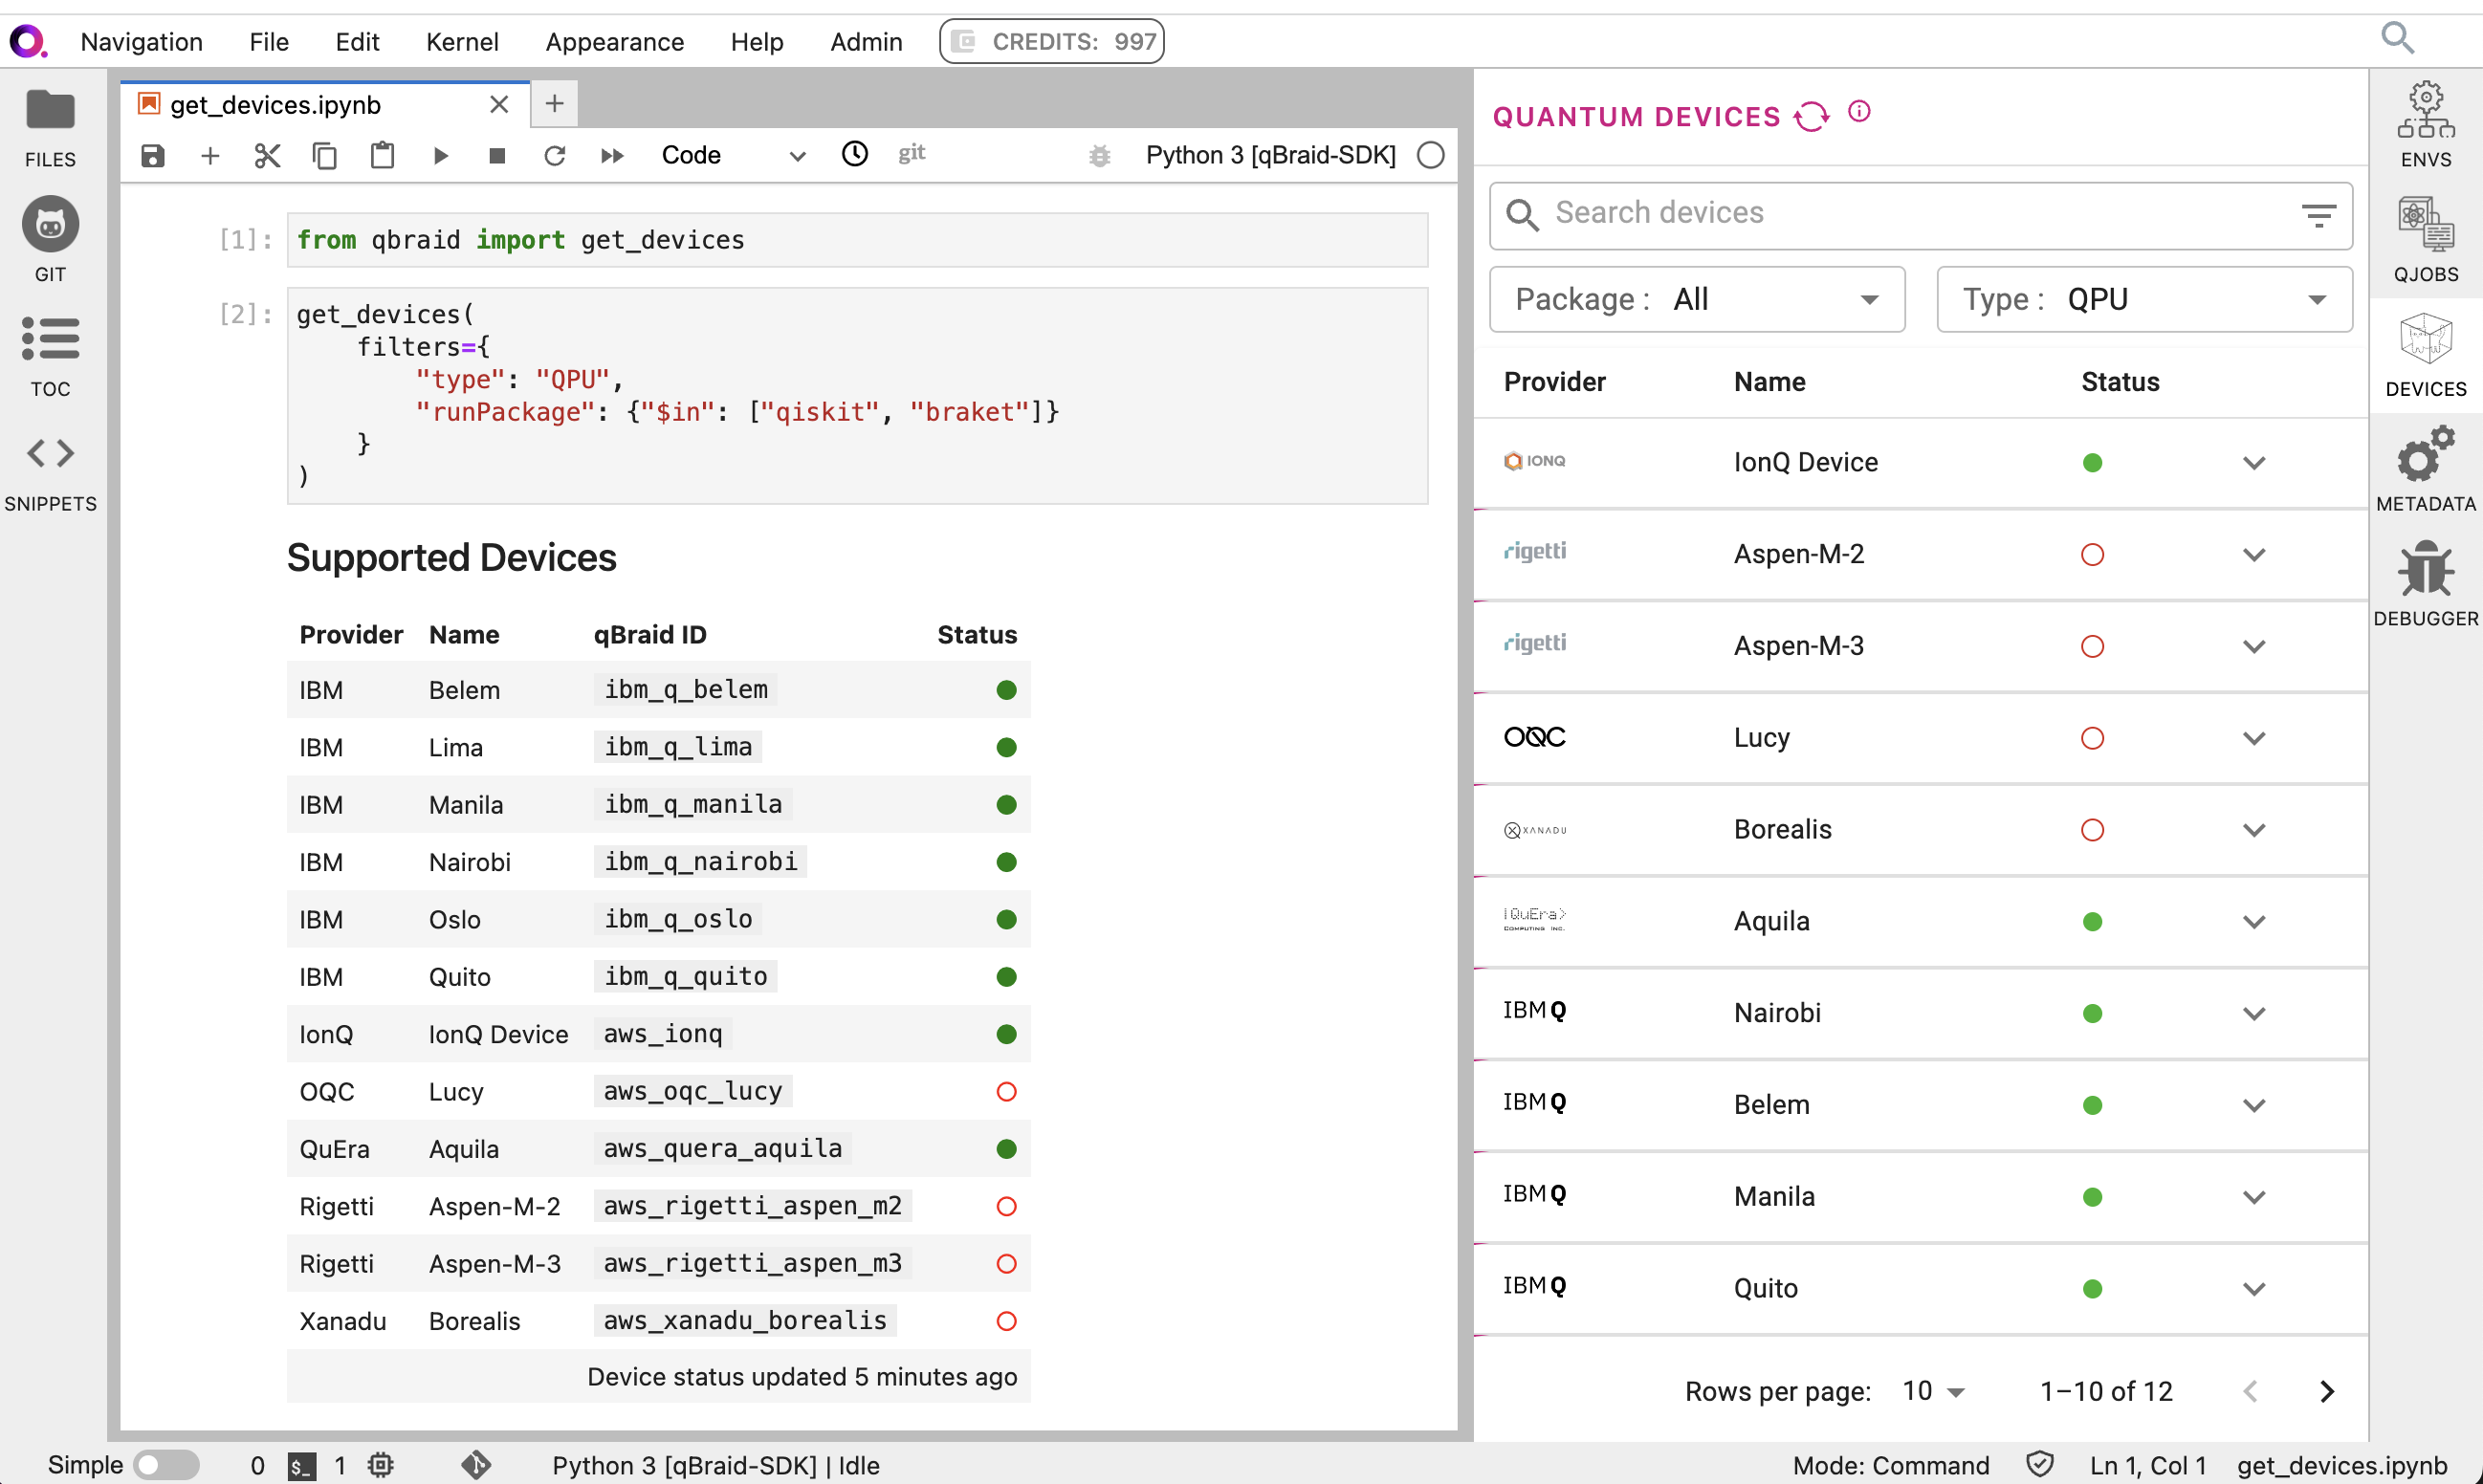 Navigation File Edit Kernel Appearance Help Admin CREDITS: 997
FILES
GIT
TOC
SNIPPETS
get_devices.ipynb
Code git Python 3 [qBraid-SDK]
[1]: from qbraid import get_devices
[2]: get_devices(
filters={
"type": "QPU",
"runPackage": {"$in": ["qiskit", "braket"]}
}
)
Supported Devices
Provider Name qBraid ID Status
IBM Belem ibm_q_belem
IBM Lima ibm_q_lima
IBM Manila ibm_q_manila
IBM Nairobi ibm_q_nairobi
IBM Oslo ibm_q_oslo
IBM Quito ibm_q_quito
IonQ IonQ Device aws_ionq
OQC Lucy aws_oqc_lucy
QuEra Aquila aws_quera_aquila
Rigetti Aspen-M-2 aws_rigetti_aspen_m2
Rigetti Aspen-M-3 aws_rigetti_aspen_m3
Xanadu Borealis aws_xanadu_borealis
Device status updated 5 minutes ago
QUANTUM DEVICES
Search devices
Package : All Type : QPU
Provider Name Status
IONQ IonQ Device
rigetti Aspen-M-2
rigetti Aspen-M-3
OQC Lucy
XANADU Borealis
|QuEra> Aquila
COMPUTING INC.
IBM Q Nairobi
IBM Q Belem
IBM Q Manila
IBM Q Quito
Rows per page: 10 1–10 of 12
ENVS
QJOBS
DEVICES
METADATA
DEBUGGER
Simple 0 $_ 1 Python 3 [qBraid-SDK] | Idle Mode: Command Ln 1, Col 1 get_devices.ipynb